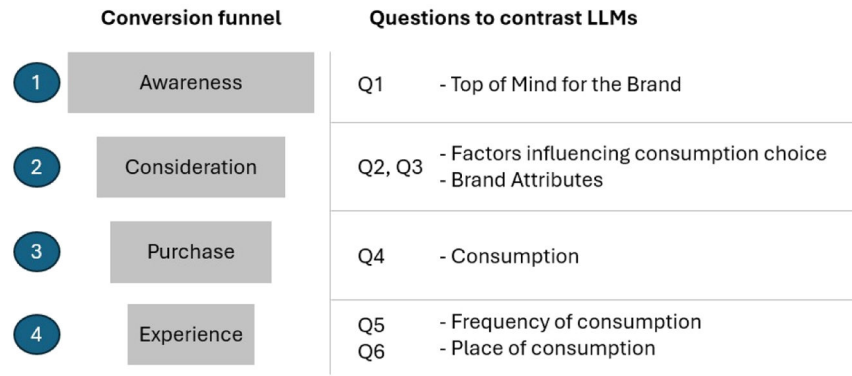 Conversion funnel Questions to contrast LLMs
1 Awareness Q1 - Top of Mind for the Brand
2 Consideration Q2, Q3 - Factors influencing consumption choice
- Brand Attributes
3 Purchase Q4 - Consumption
4 Experience Q5 - Frequency of consumption
Q6 - Place of consumption